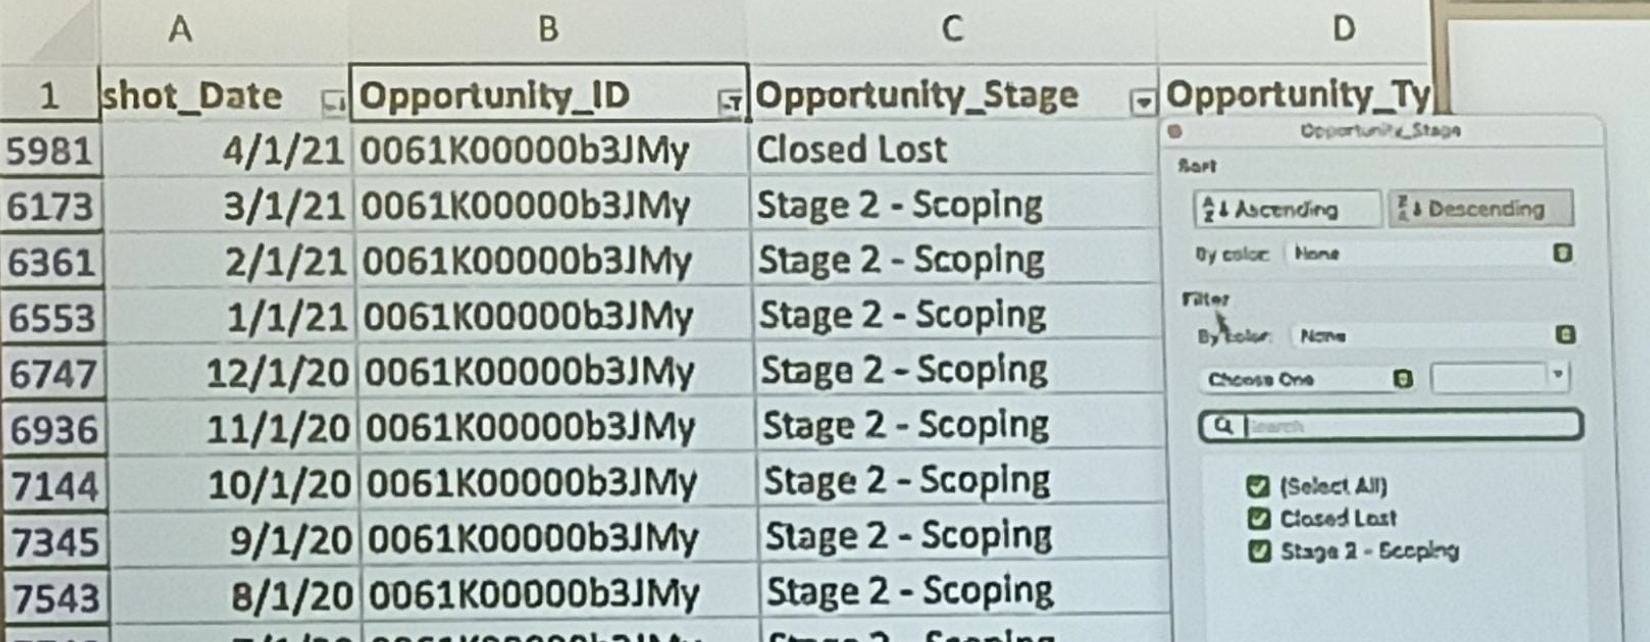 A B C D
1 shot_Date Opportunity_ID Opportunity_Stage Opportunity_Ty
5981 4/1/21 0061K00000b3JMy Closed Lost
6173 3/1/21 0061K00000b3JMy Stage 2 - Scoping
6361 2/1/21 0061K00000b3JMy Stage 2 - Scoping
6553 1/1/21 0061K00000b3JMy Stage 2 - Scoping
6747 12/1/20 0061K00000b3JMy Stage 2 - Scoping
6936 11/1/20 0061K00000b3JMy Stage 2 - Scoping
7144 10/1/20 0061K00000b3JMy Stage 2 - Scoping
7345 9/1/20 0061K00000b3JMy Stage 2 - Scoping
7543 8/1/20 0061K00000b3JMy Stage 2 - Scoping
Opportunity_Stage
Sort
Ascending Descending
By color: None
Filter
By color: None
Choose One
Search
(Select All)
Closed Lost
Stage 2 - Scoping